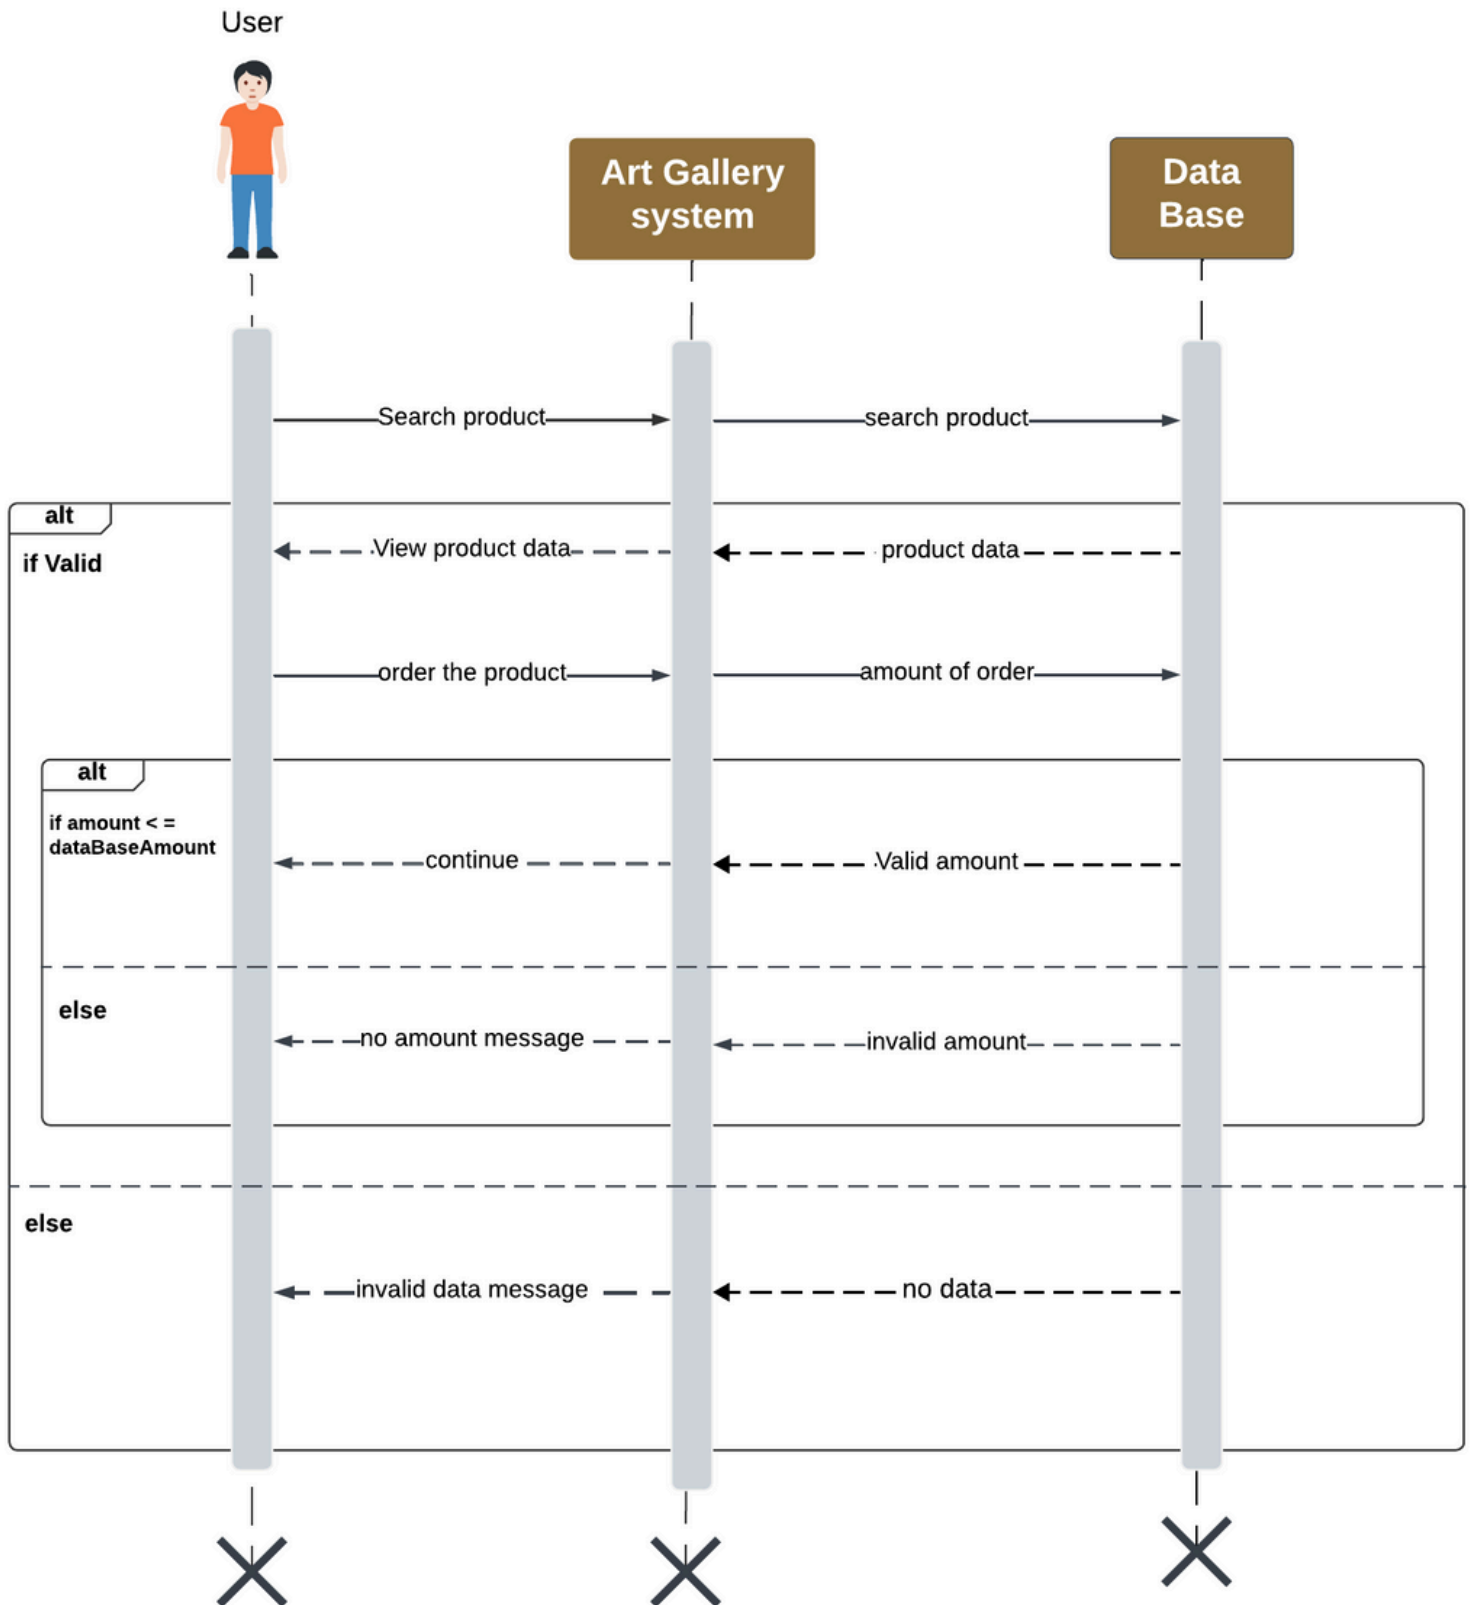 User
Art Gallery
system
Data
Base
Search product
search product
alt
if Valid
View product data
product data
order the product
amount of order
alt
if amount < =
dataBaseAmount
continue
Valid amount
else
no amount message
invalid amount
else
invalid data message
no data